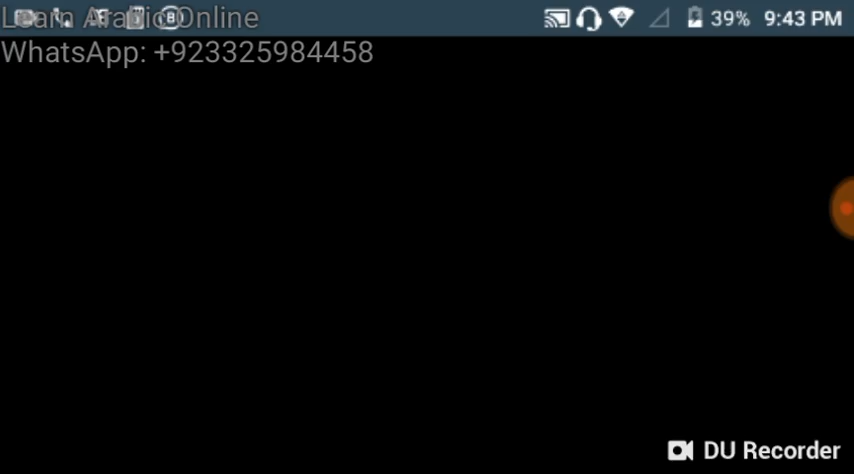 Learn Arabic Online
39% 9:43 PM
WhatsApp: +923325984458
DU Recorder